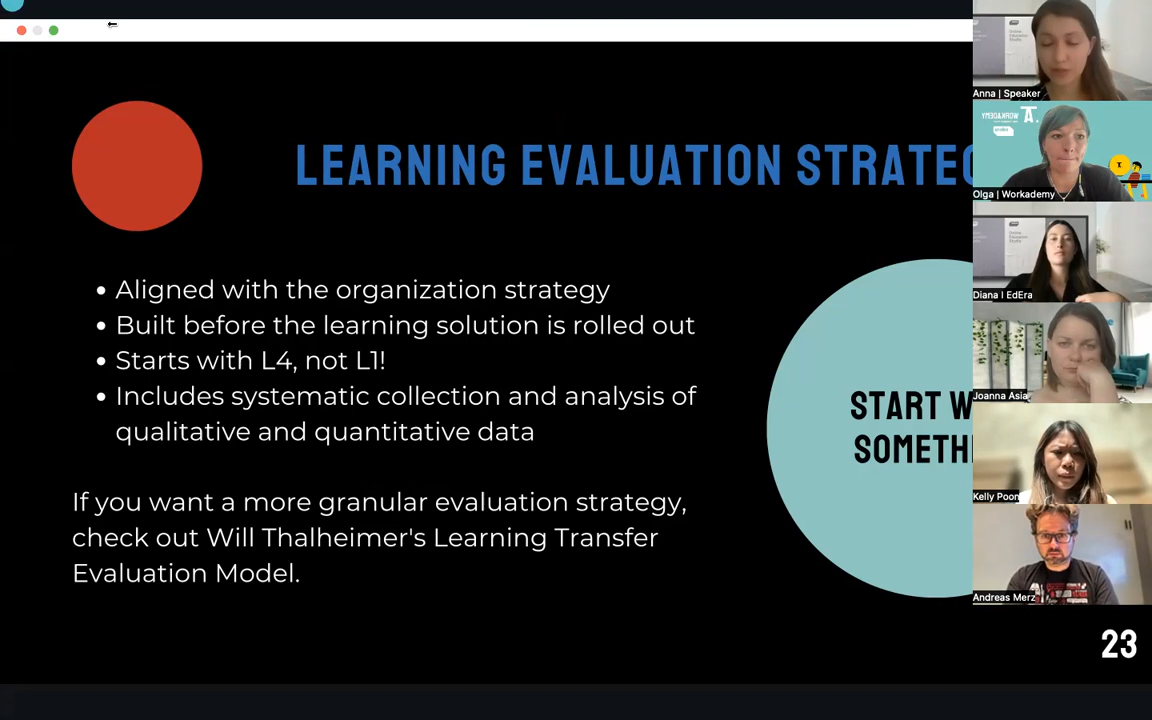 LEARNING EVALUATION STRATEG
Aligned with the organization strategy
Built before the learning solution is rolled out
Starts with L4, not L1!
Includes systematic collection and analysis of
qualitative and quantitative data
If you want a more granular evaluation strategy,
check out Will Thalheimer's Learning Transfer
Evaluation Model.
START W
SOMETH
23
Anna | Speaker
Olga | Workademy
Diana | EdEra
Joanna Asia
Kelly Poon
Andreas Merz